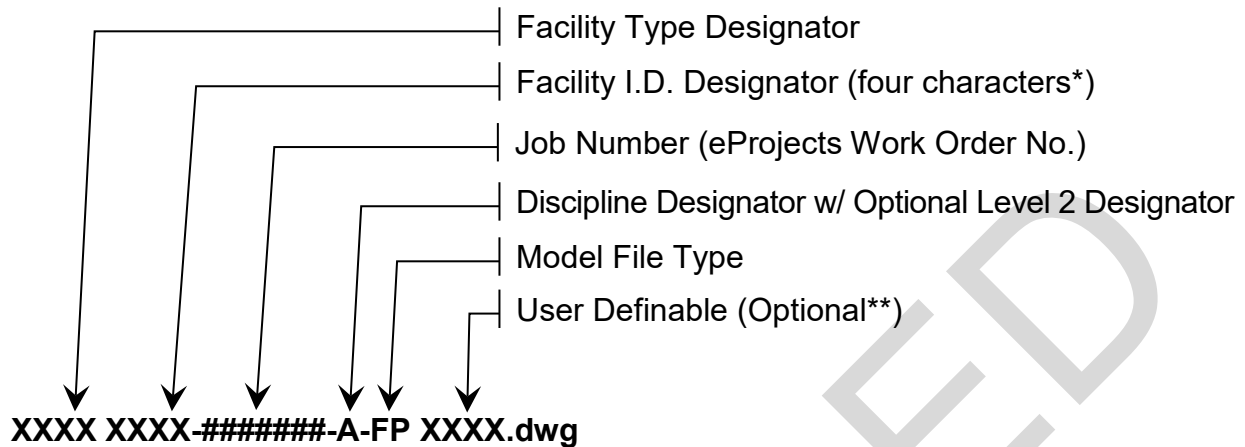 Facility Type Designator
Facility I.D. Designator (four characters*)
Job Number (eProjects Work Order No.)
Discipline Designator w/ Optional Level 2 Designator
Model File Type
User Definable (Optional**)
XXXX XXXX-#######-A-FP XXXX.dwg
ED